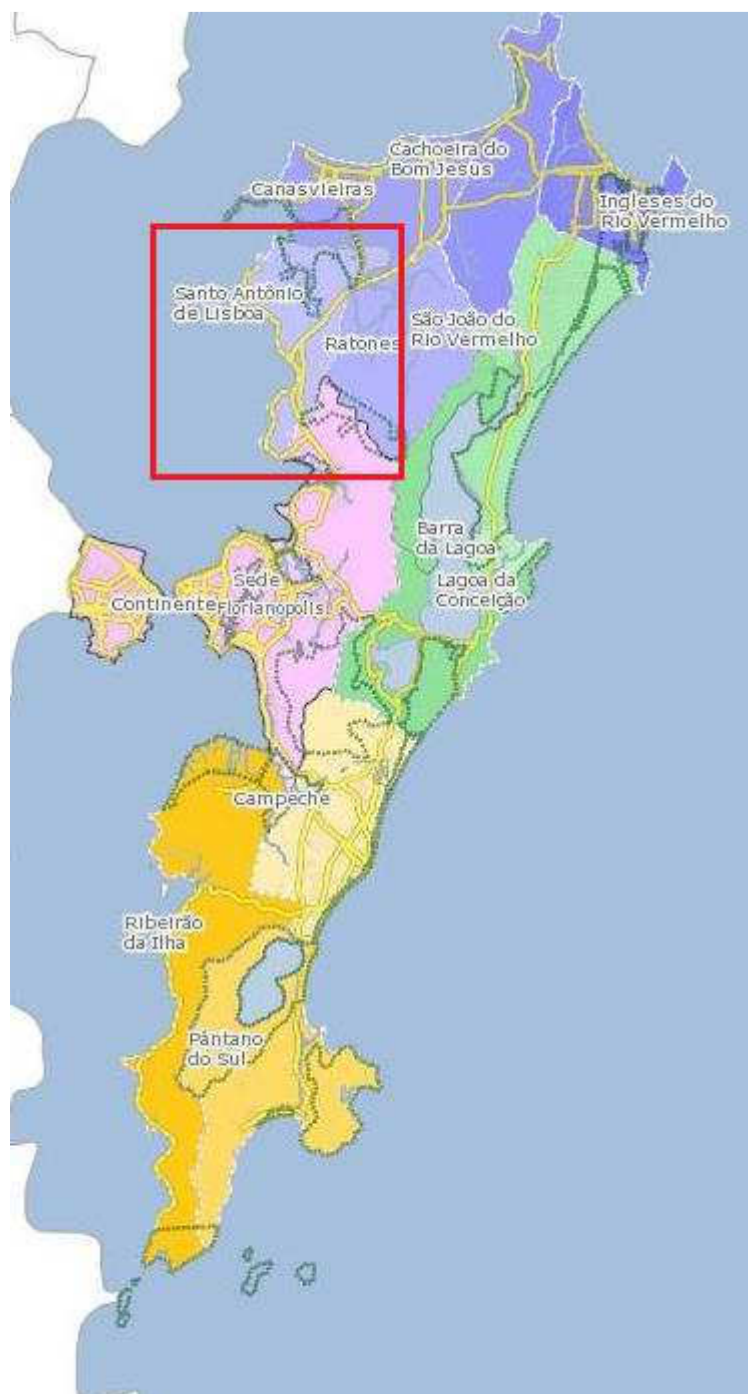 Cachoeira do
Bom Jesus
Canasvieiras
Ingleses do
Rio Vermelho
Santo Antônio
de Lisboa
São João do
Rio Vermelho
Ratones
Barra
da Lagoa
Lagoa da
Conceição
Sede
Continente
Florianópolis
Campeche
Ribeirão
da Ilha
Pântano
do Sul